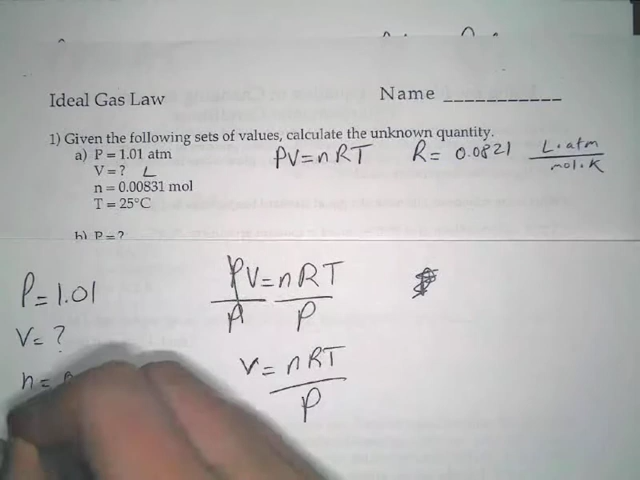 Ideal Gas Law
Name ___________
1) Given the following sets of values, calculate the unknown quantity.
a) P = 1.01 atm
V = ? L
n = 0.00831 mol
T = 25°C
PV=nRT R= 0.0821 L·atm
mol·K
b) P = ?
P=1.01
V= ?
n=
PV=nRT
P P
V= nRT
P